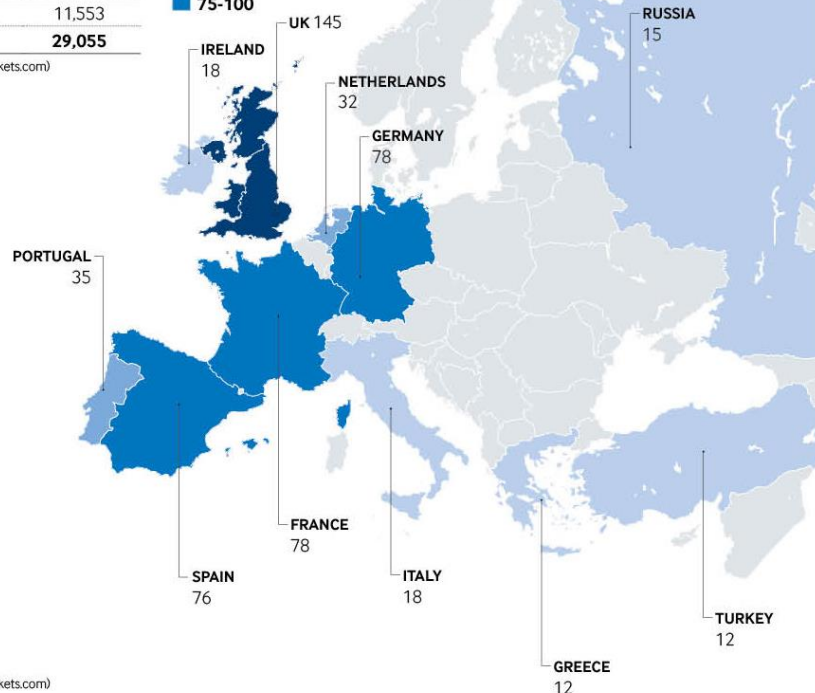 75-100
11,553
29,055
kets.com)
UK 145
IRELAND
18
RUSSIA
15
NETHERLANDS
32
GERMANY
78
PORTUGAL
35
FRANCE
78
SPAIN
76
ITALY
18
TURKEY
12
GREECE
12
kets.com)